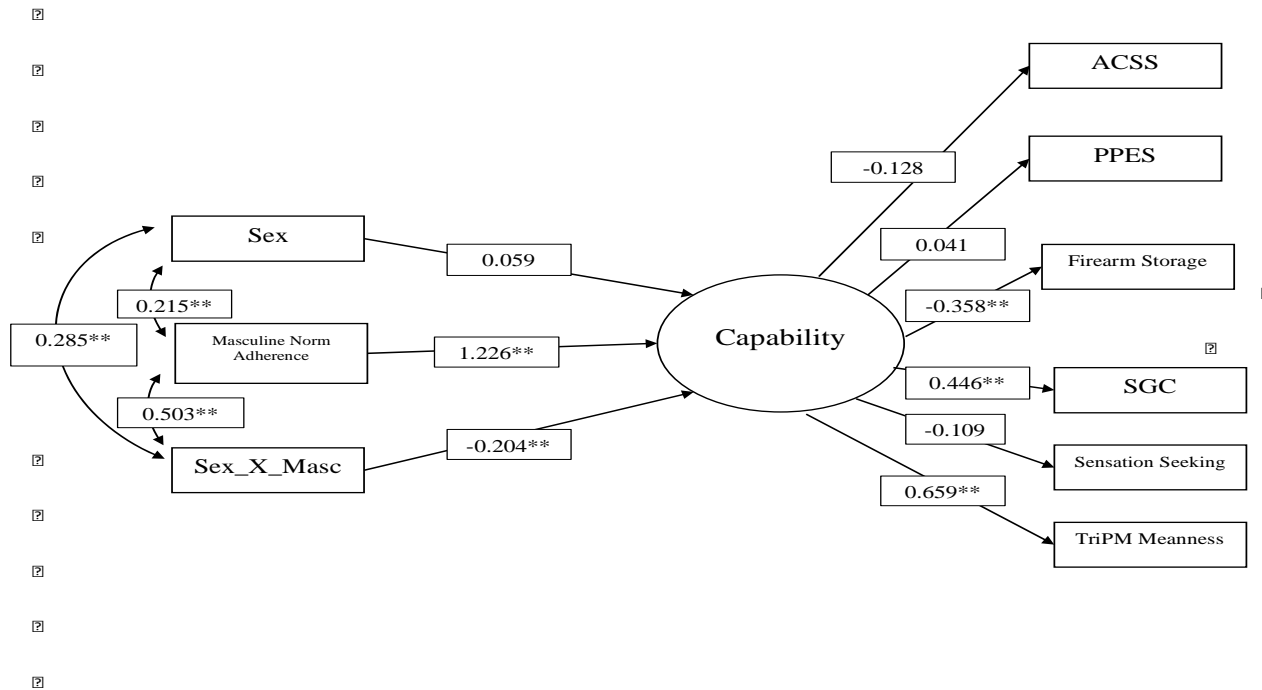 ACSS
PPES
-0.128
Sex
0.059
0.041
Firearm Storage
0.215**
-0.358**
0.285**
Masculine Norm
Adherence
1.226**
Capability
0.446**
SGC
0.503**
-0.204**
-0.109
Sex_X_Masc
Sensation Seeking
0.659**
TriPM Meanness